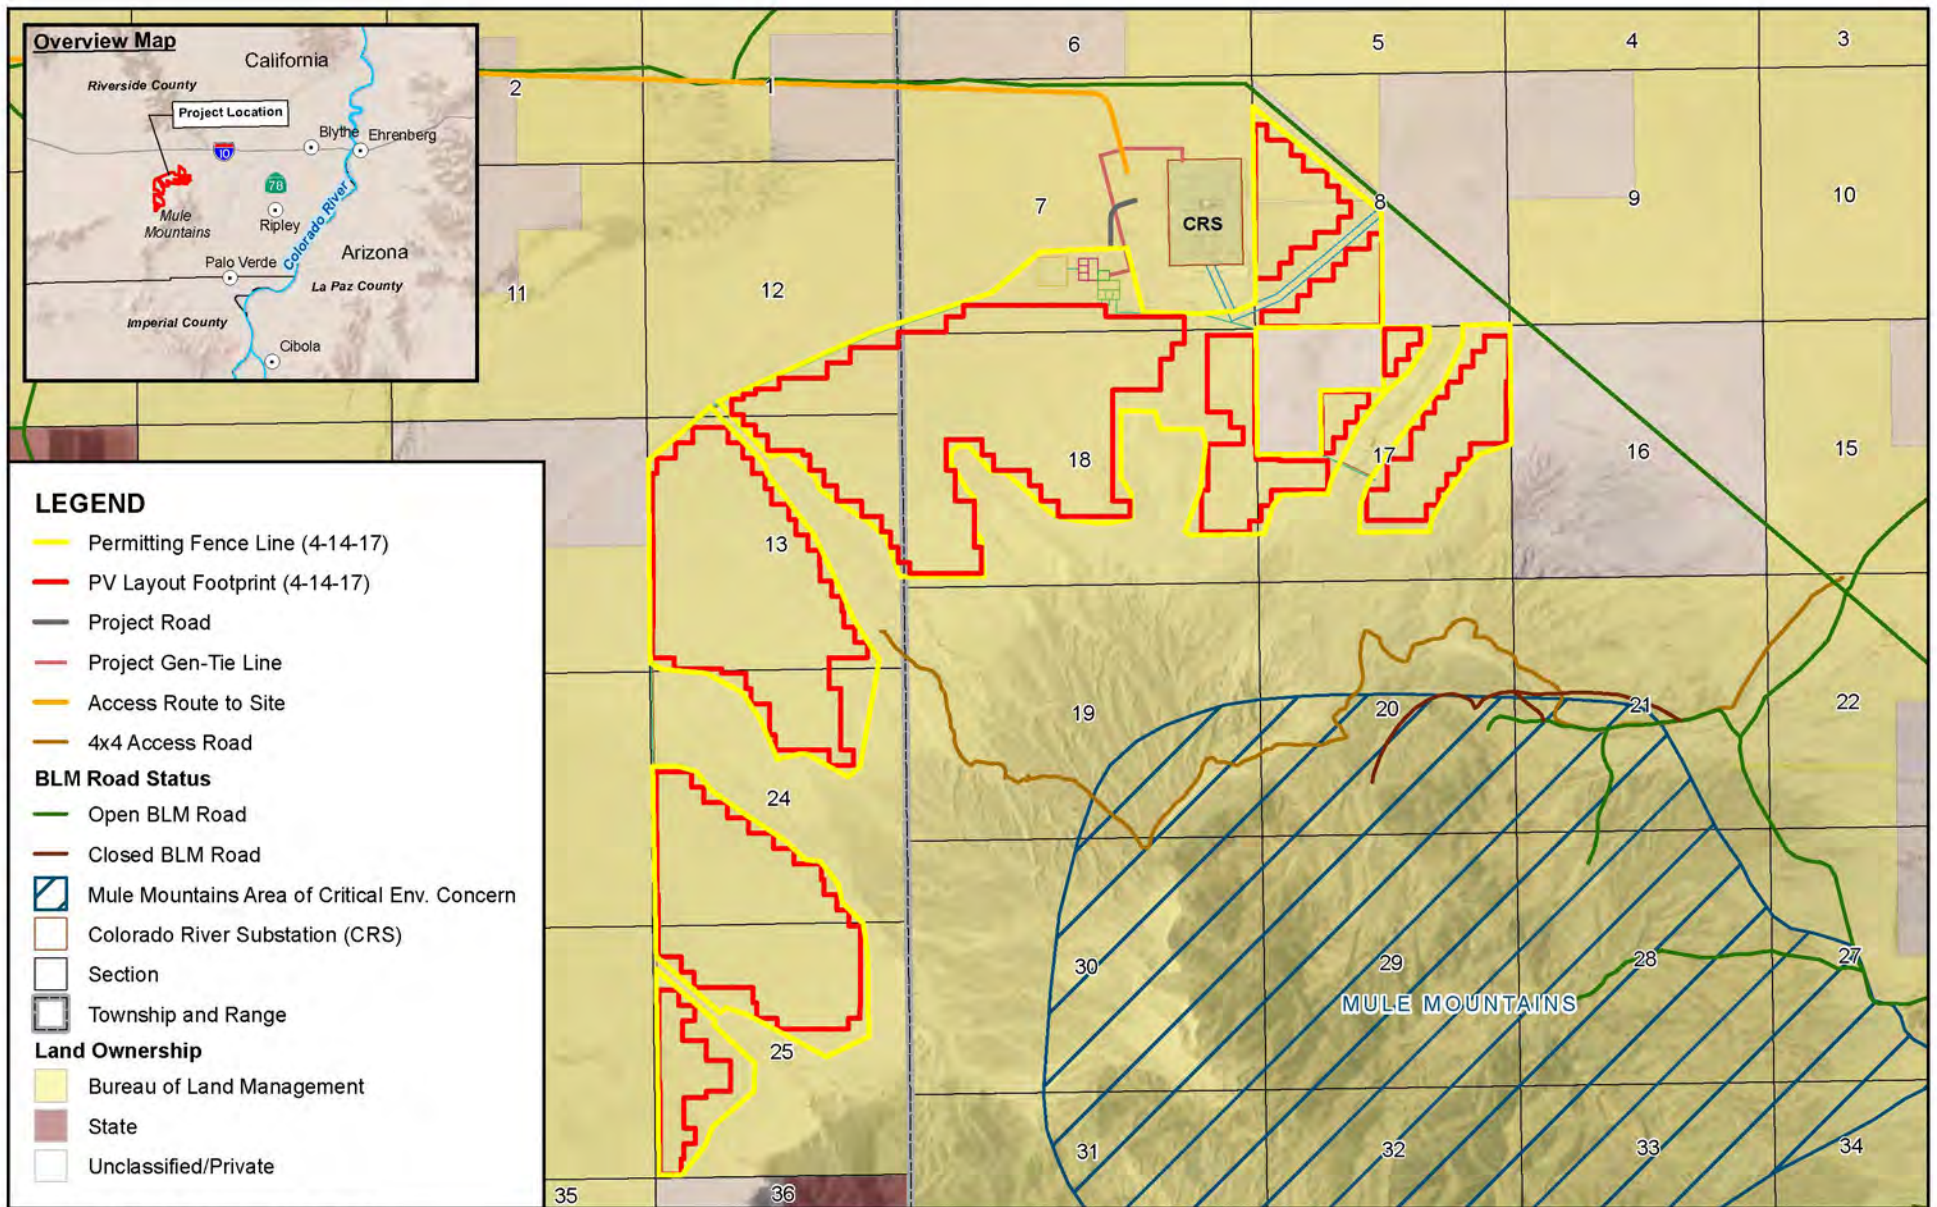 Overview Map
California
Riverside County
Project Location
Blythe
Ehrenberg
10
78
Mule
Mountains
Ripley
Colorado River
Arizona
Palo Verde
La Paz County
Imperial County
Cibola
6
5
4
3
2
1
7
8
9
10
CRS
11
12
18
17
16
15
13
19
20
21
22
24
30
29
28
27
MULE MOUNTAINS
25
31
32
33
34
35
36
LEGEND
Permitting Fence Line (4-14-17)
PV Layout Footprint (4-14-17)
Project Road
Project Gen-Tie Line
Access Route to Site
4x4 Access Road
BLM Road Status
Open BLM Road
Closed BLM Road
Mule Mountains Area of Critical Env. Concern
Colorado River Substation (CRS)
Section
Township and Range
Land Ownership
Bureau of Land Management
State
Unclassified/Private